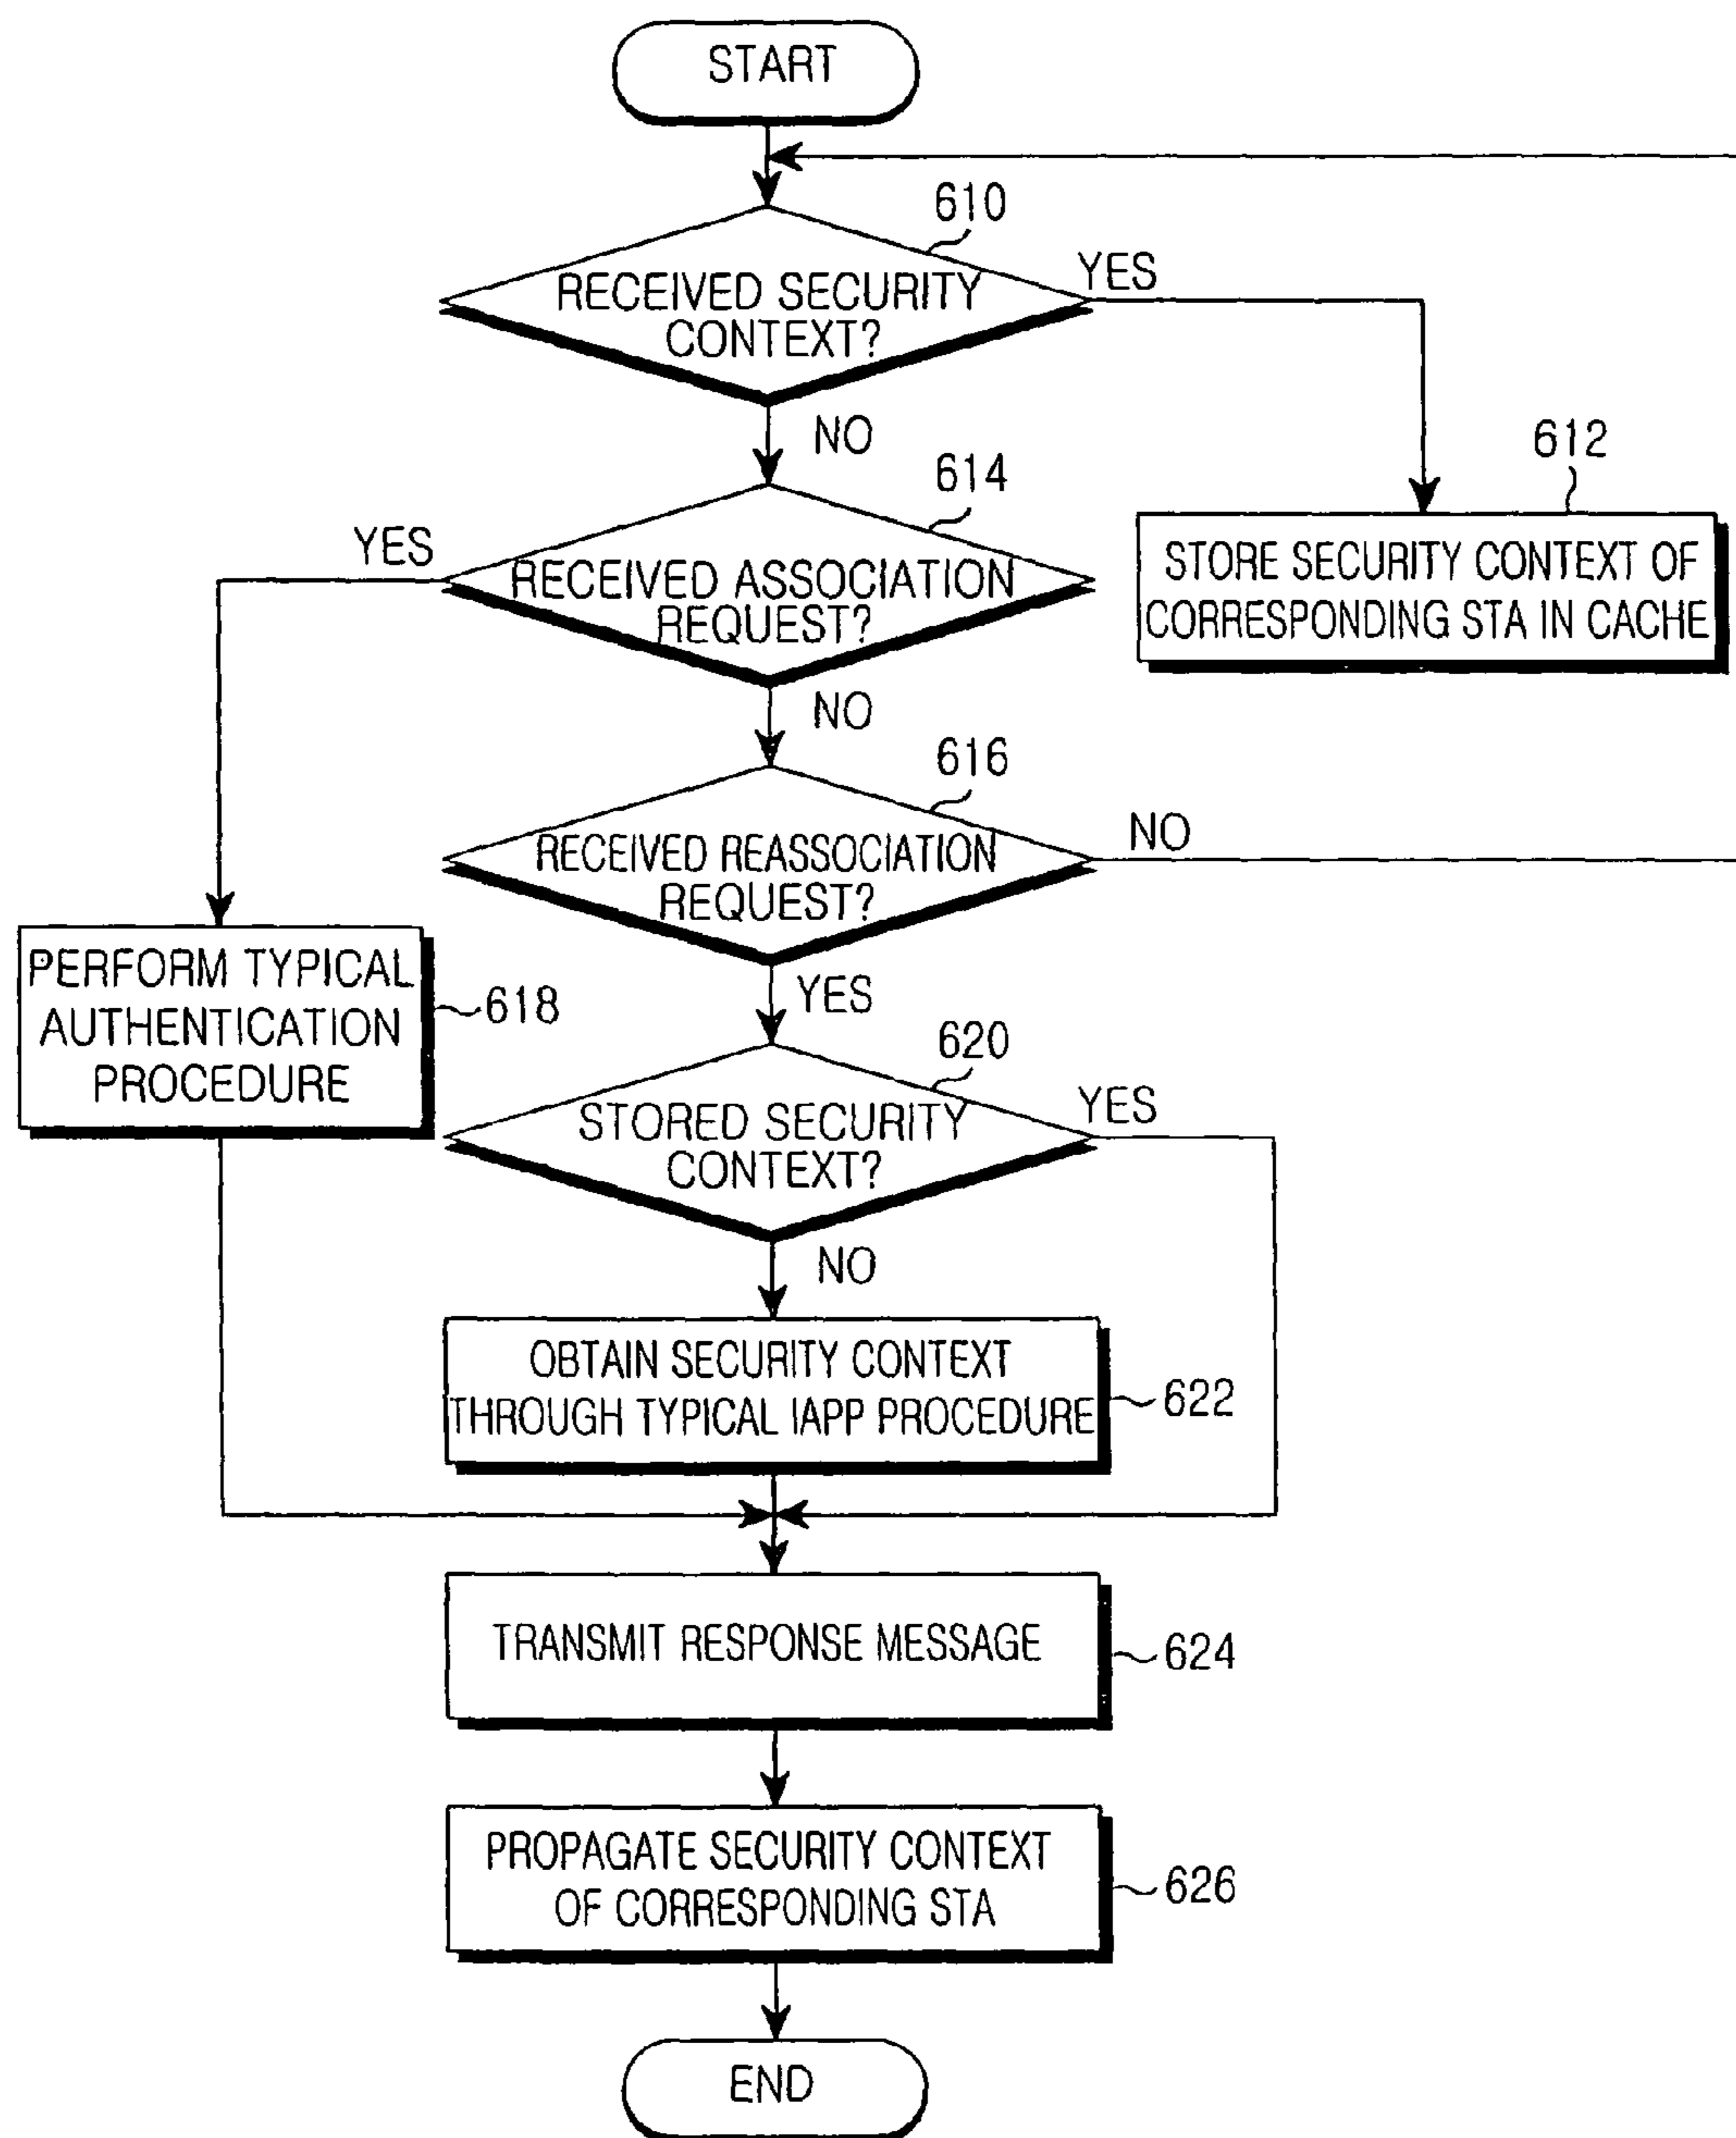 START
610
YES
RECEIVED SECURITY
CONTEXT?
NO
612
614
YES
STORE SECURITY CONTEXT OF
CORRESPONDING STA IN CACHE
RECEIVED ASSOCIATION
REQUEST?
NO
616
NO
RECEIVED REASSOCIATION
REQUEST?
PERFORM TYPICAL
AUTHENTICATION
PROCEDURE
618
YES
620
YES
STORED SECURITY
CONTEXT?
NO
OBTAIN SECURITY CONTEXT
THROUGH TYPICAL IAPP PROCEDURE
622
TRANSMIT RESPONSE MESSAGE
624
PROPAGATE SECURITY CONTEXT
OF CORRESPONDING STA
626
END